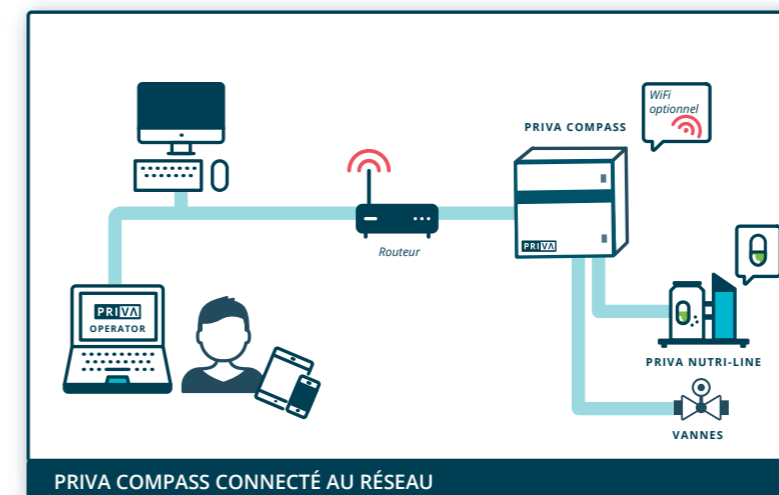 WiFi
optionnel
PRIVA COMPASS
PRIVA
Routeur
PRIVA
OPERATOR
PRIVA NUTRI-LINE
VANNES
PRIVA COMPASS CONNECTÉ AU RÉSEAU